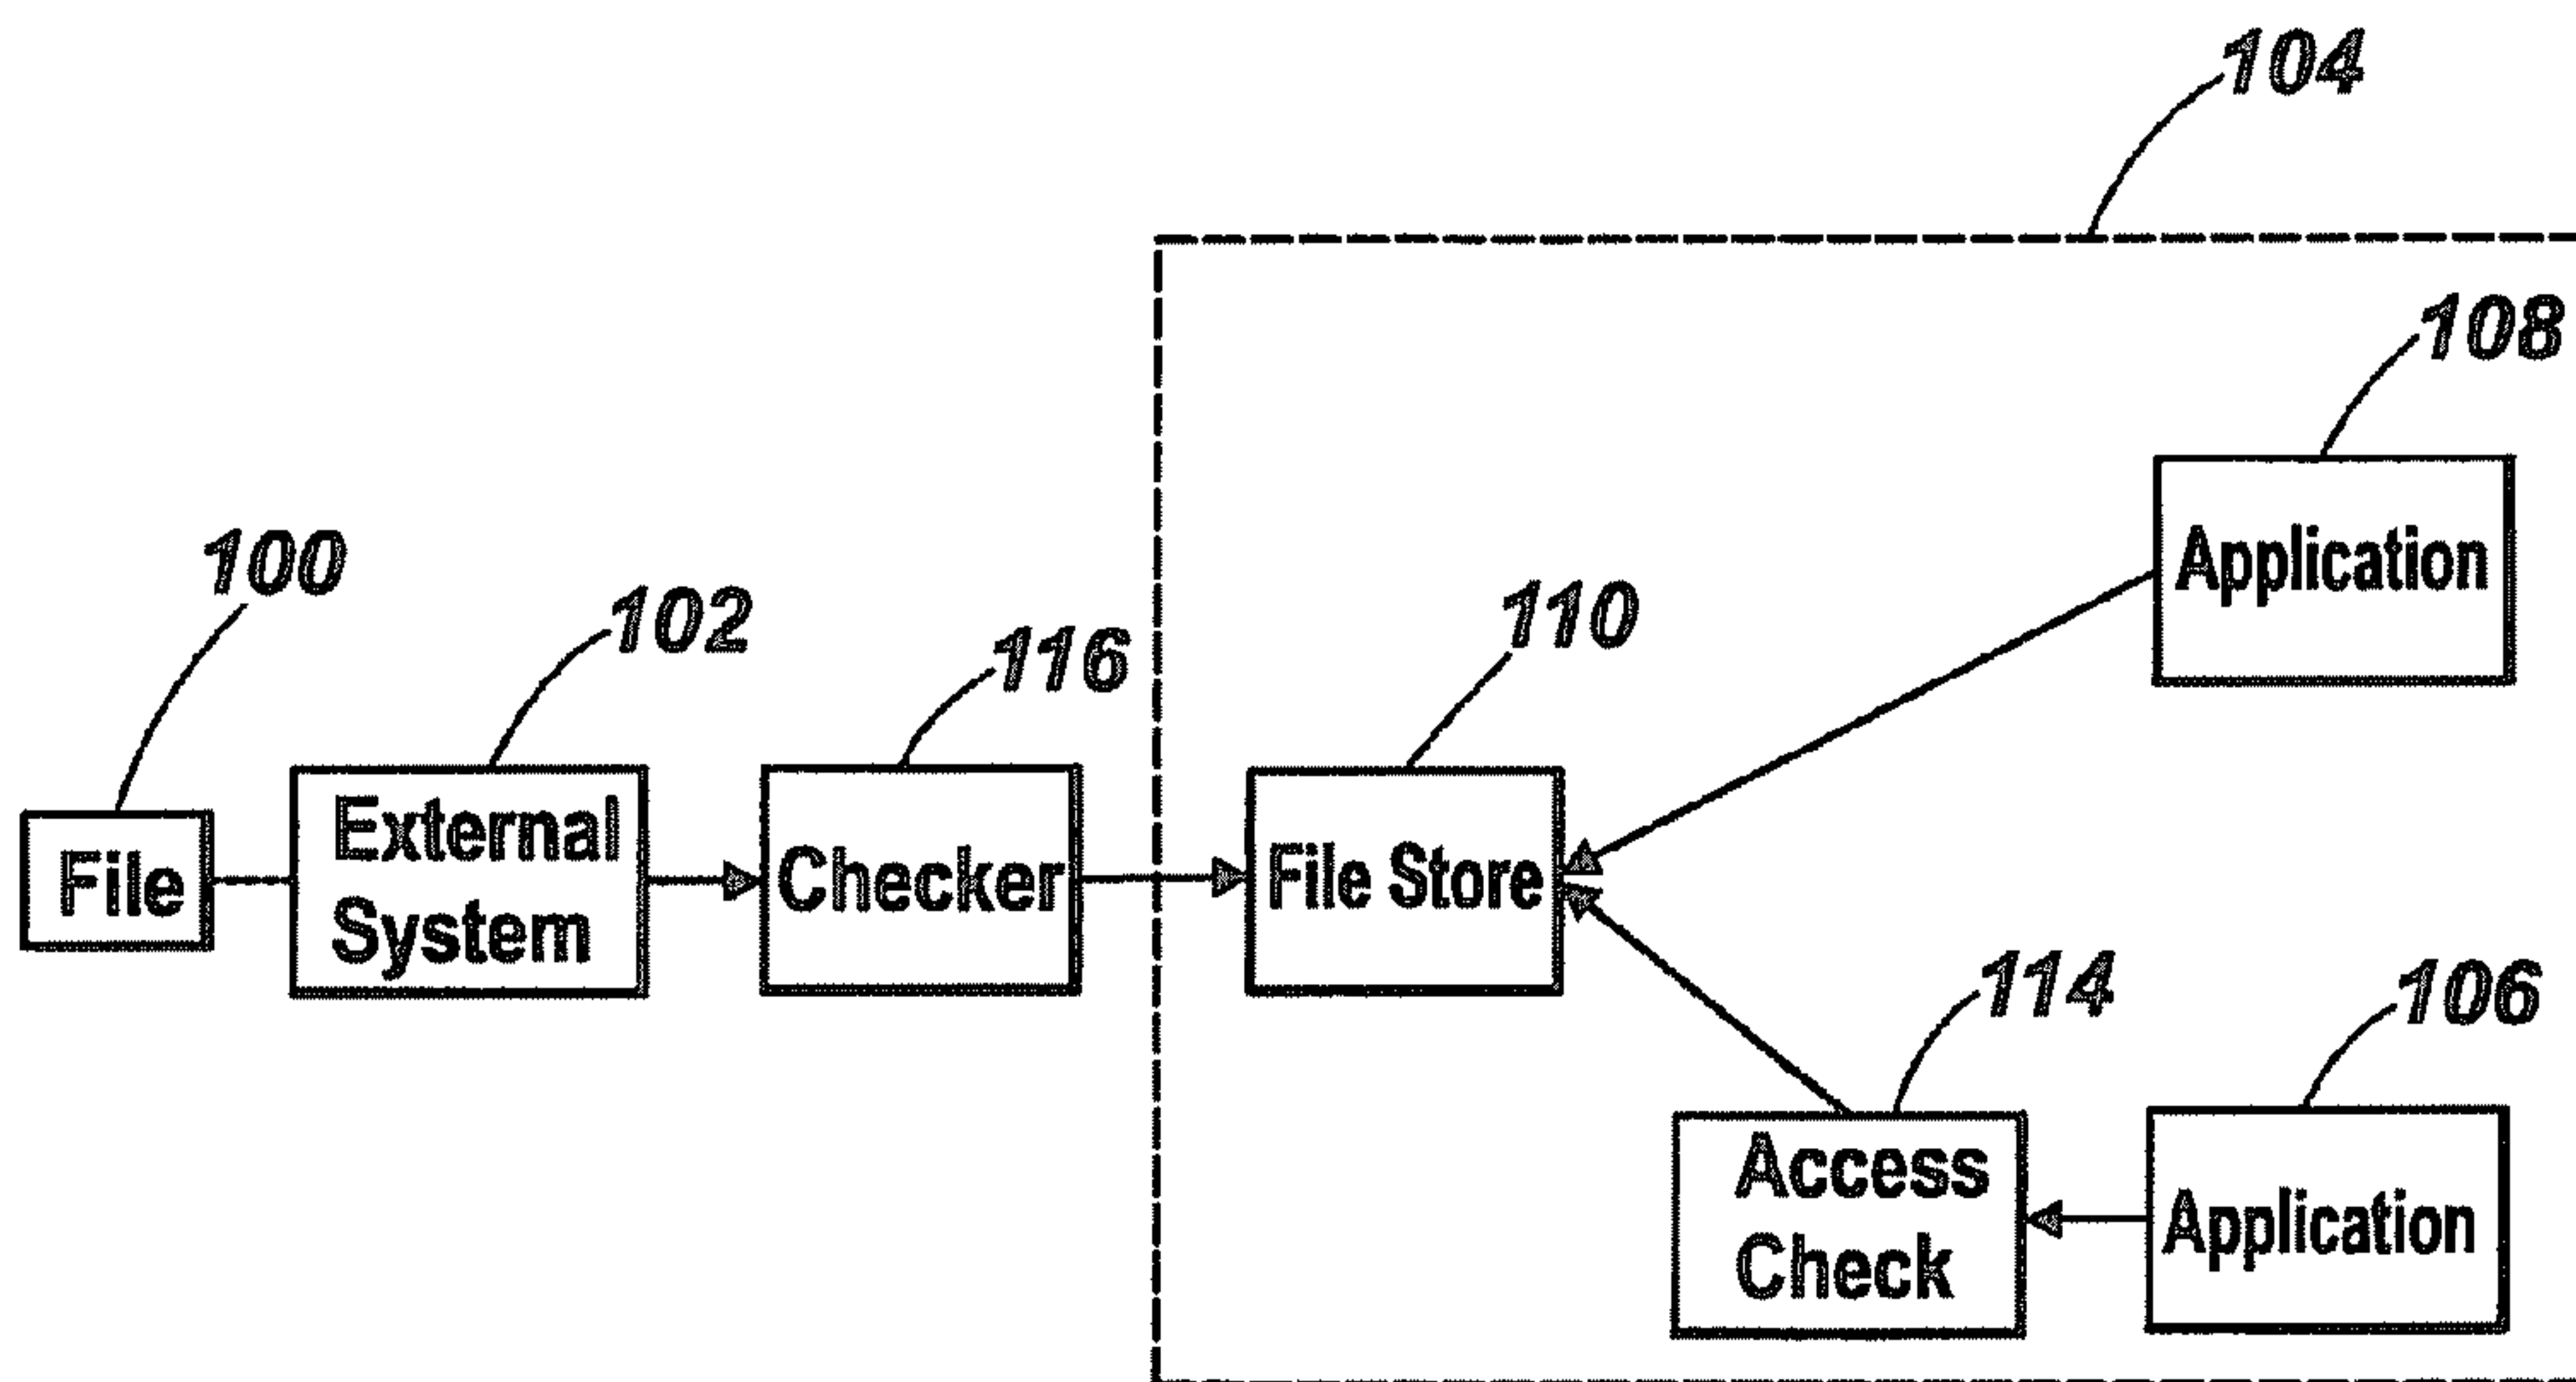 104
108
Application
100
102
116
110
File
External
System
Checker
File Store
114
106
Access
Check
Application